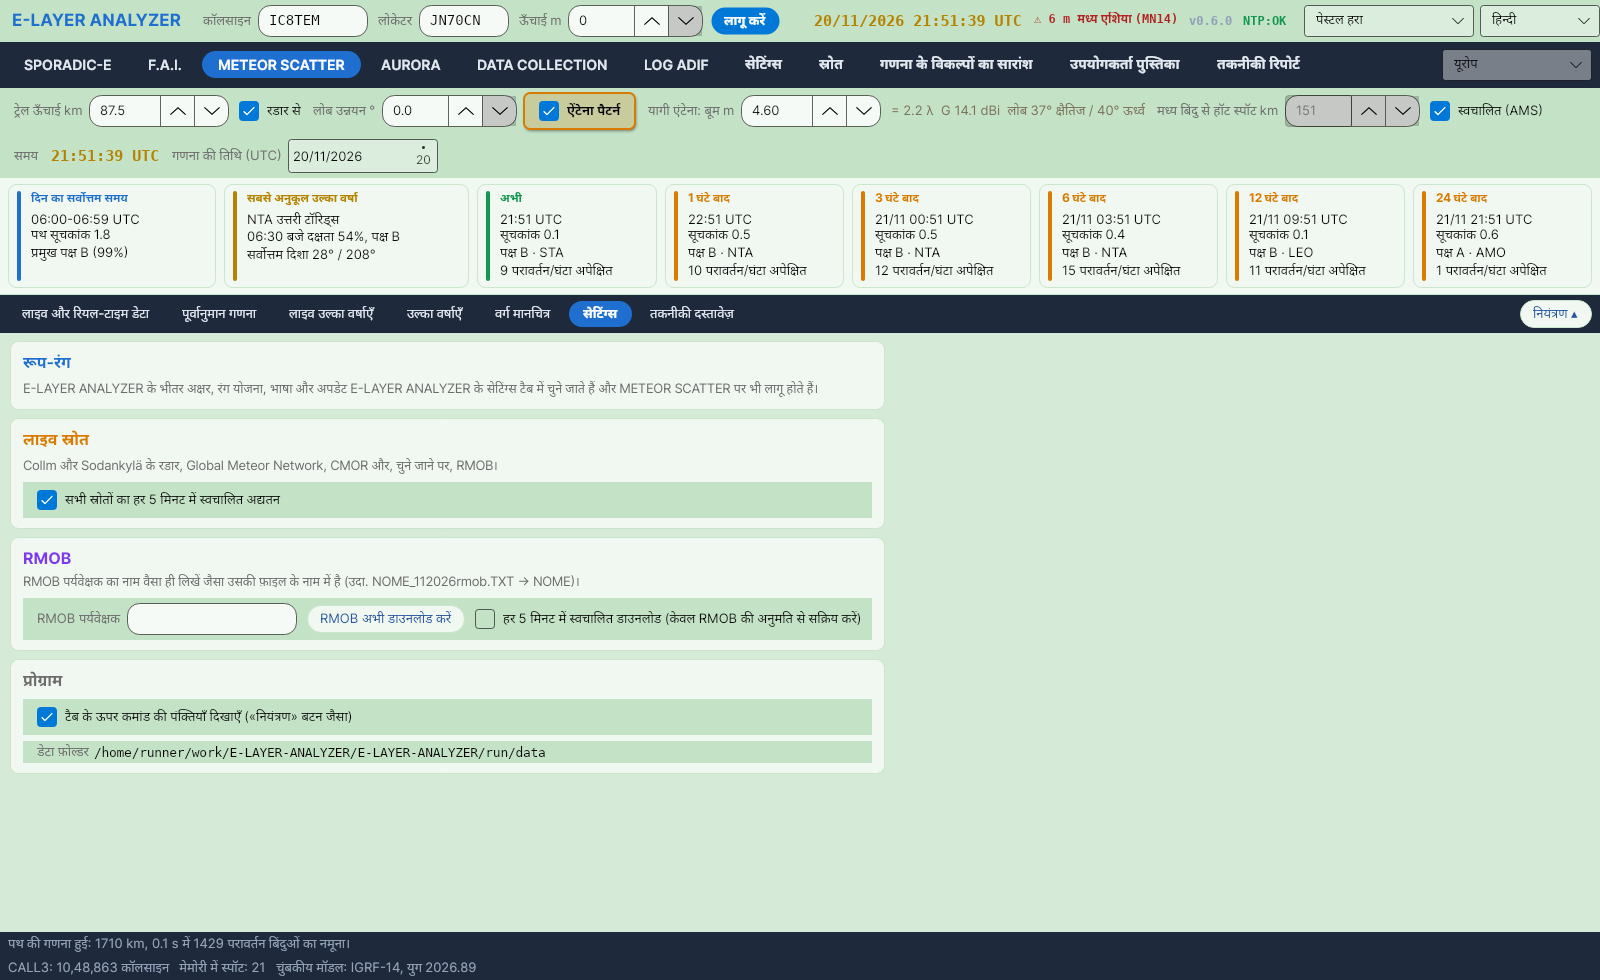 E-LAYER ANALYZER कॉलसाइन IC8TEM लोकेटर JN70CN ऊँचाई m 0 लागू करें 20/11/2026 21:51:39 UTC ⚠ 6 m मध्य एशिया (MN14) v0.6.0 NTP:OK पेस्टल हरा हिन्दी
SPORADIC-E F.A.I. METEOR SCATTER AURORA DATA COLLECTION LOG ADIF सेटिंग्स स्रोत गणना के विकल्पों का सारांश उपयोगकर्ता पुस्तिका तकनीकी रिपोर्ट यूरोप
ट्रेल ऊँचाई km 87.5 रडार से लोब उन्नयन ° 0.0 ऐंटेना पैटर्न यागी एंटेना: बूम m 4.60 = 2.2 λ G 14.1 dBi लोब 37° क्षैतिज / 40° ऊर्ध्व मध्य बिंदु से हॉट स्पॉट km 151 स्वचालित (AMS)
समय 21:51:39 UTC गणना की तिथि (UTC) 20/11/2026 20
दिन का सर्वोत्तम समय
06:00-06:59 UTC
पथ सूचकांक 1.8
प्रमुख पक्ष B (99%)
सबसे अनुकूल उल्का वर्षा
NTA उत्तरी टॉरिड्स
06:30 बजे दक्षता 54%, पक्ष B
सर्वोत्तम दिशा 28° / 208°
अभी
21:51 UTC
सूचकांक 0.1
पक्ष B · STA
9 परावर्तन/घंटा अपेक्षित
1 घंटे बाद
22:51 UTC
सूचकांक 0.5
पक्ष B · NTA
10 परावर्तन/घंटा अपेक्षित
3 घंटे बाद
21/11 00:51 UTC
सूचकांक 0.5
पक्ष B · NTA
12 परावर्तन/घंटा अपेक्षित
6 घंटे बाद
21/11 03:51 UTC
सूचकांक 0.4
पक्ष B · NTA
15 परावर्तन/घंटा अपेक्षित
12 घंटे बाद
21/11 09:51 UTC
सूचकांक 0.1
पक्ष B · LEO
11 परावर्तन/घंटा अपेक्षित
24 घंटे बाद
21/11 21:51 UTC
सूचकांक 0.6
पक्ष A · AMO
1 परावर्तन/घंटा अपेक्षित
लाइव और रियल-टाइम डेटा पूर्वानुमान गणना लाइव उल्का वर्षाएँ उल्का वर्षाएँ वर्ग मानचित्र सेटिंग्स तकनीकी दस्तावेज़ नियंत्रण ▴
रूप-रंग
E-LAYER ANALYZER के भीतर अक्षर, रंग योजना, भाषा और अपडेट E-LAYER ANALYZER के सेटिंग्स टैब में चुने जाते हैं और METEOR SCATTER पर भी लागू होते हैं।
लाइव स्रोत
Collm और Sodankylä के रडार, Global Meteor Network, CMOR और, चुने जाने पर, RMOB।
सभी स्रोतों का हर 5 मिनट में स्वचालित अद्यतन
RMOB
RMOB पर्यवेक्षक का नाम वैसा ही लिखें जैसा उसकी फ़ाइल के नाम में है (उदा. NOME_112026rmob.TXT → NOME)।
RMOB पर्यवेक्षक RMOB अभी डाउनलोड करें हर 5 मिनट में स्वचालित डाउनलोड (केवल RMOB की अनुमति से सक्रिय करें)
प्रोग्राम
टैब के ऊपर कमांड की पंक्तियाँ दिखाएँ («नियंत्रण» बटन जैसा)
डेटा फ़ोल्डर /home/runner/work/E-LAYER-ANALYZER/E-LAYER-ANALYZER/run/data
पथ की गणना हुई: 1710 km, 0.1 s में 1429 परावर्तन बिंदुओं का नमूना।
CALL3: 10,48,863 कॉलसाइन मेमोरी में स्पॉट: 21 चुंबकीय मॉडल: IGRF-14, युग 2026.89